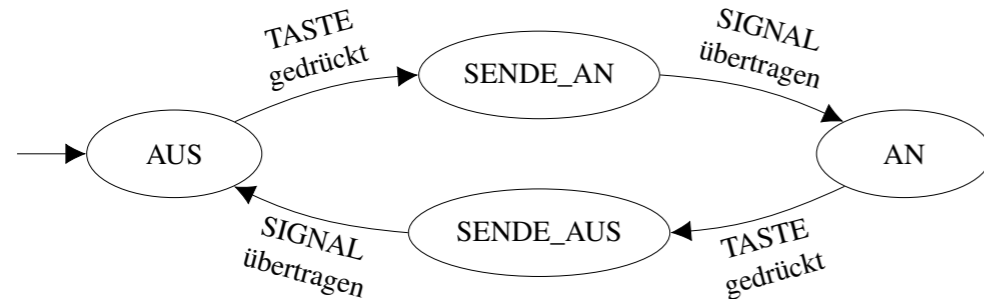 TASTE
gedrückt
SENDE_AN
SIGNAL
übertragen
AUS
AN
SIGNAL
übertragen
SENDE_AUS
TASTE
gedrückt